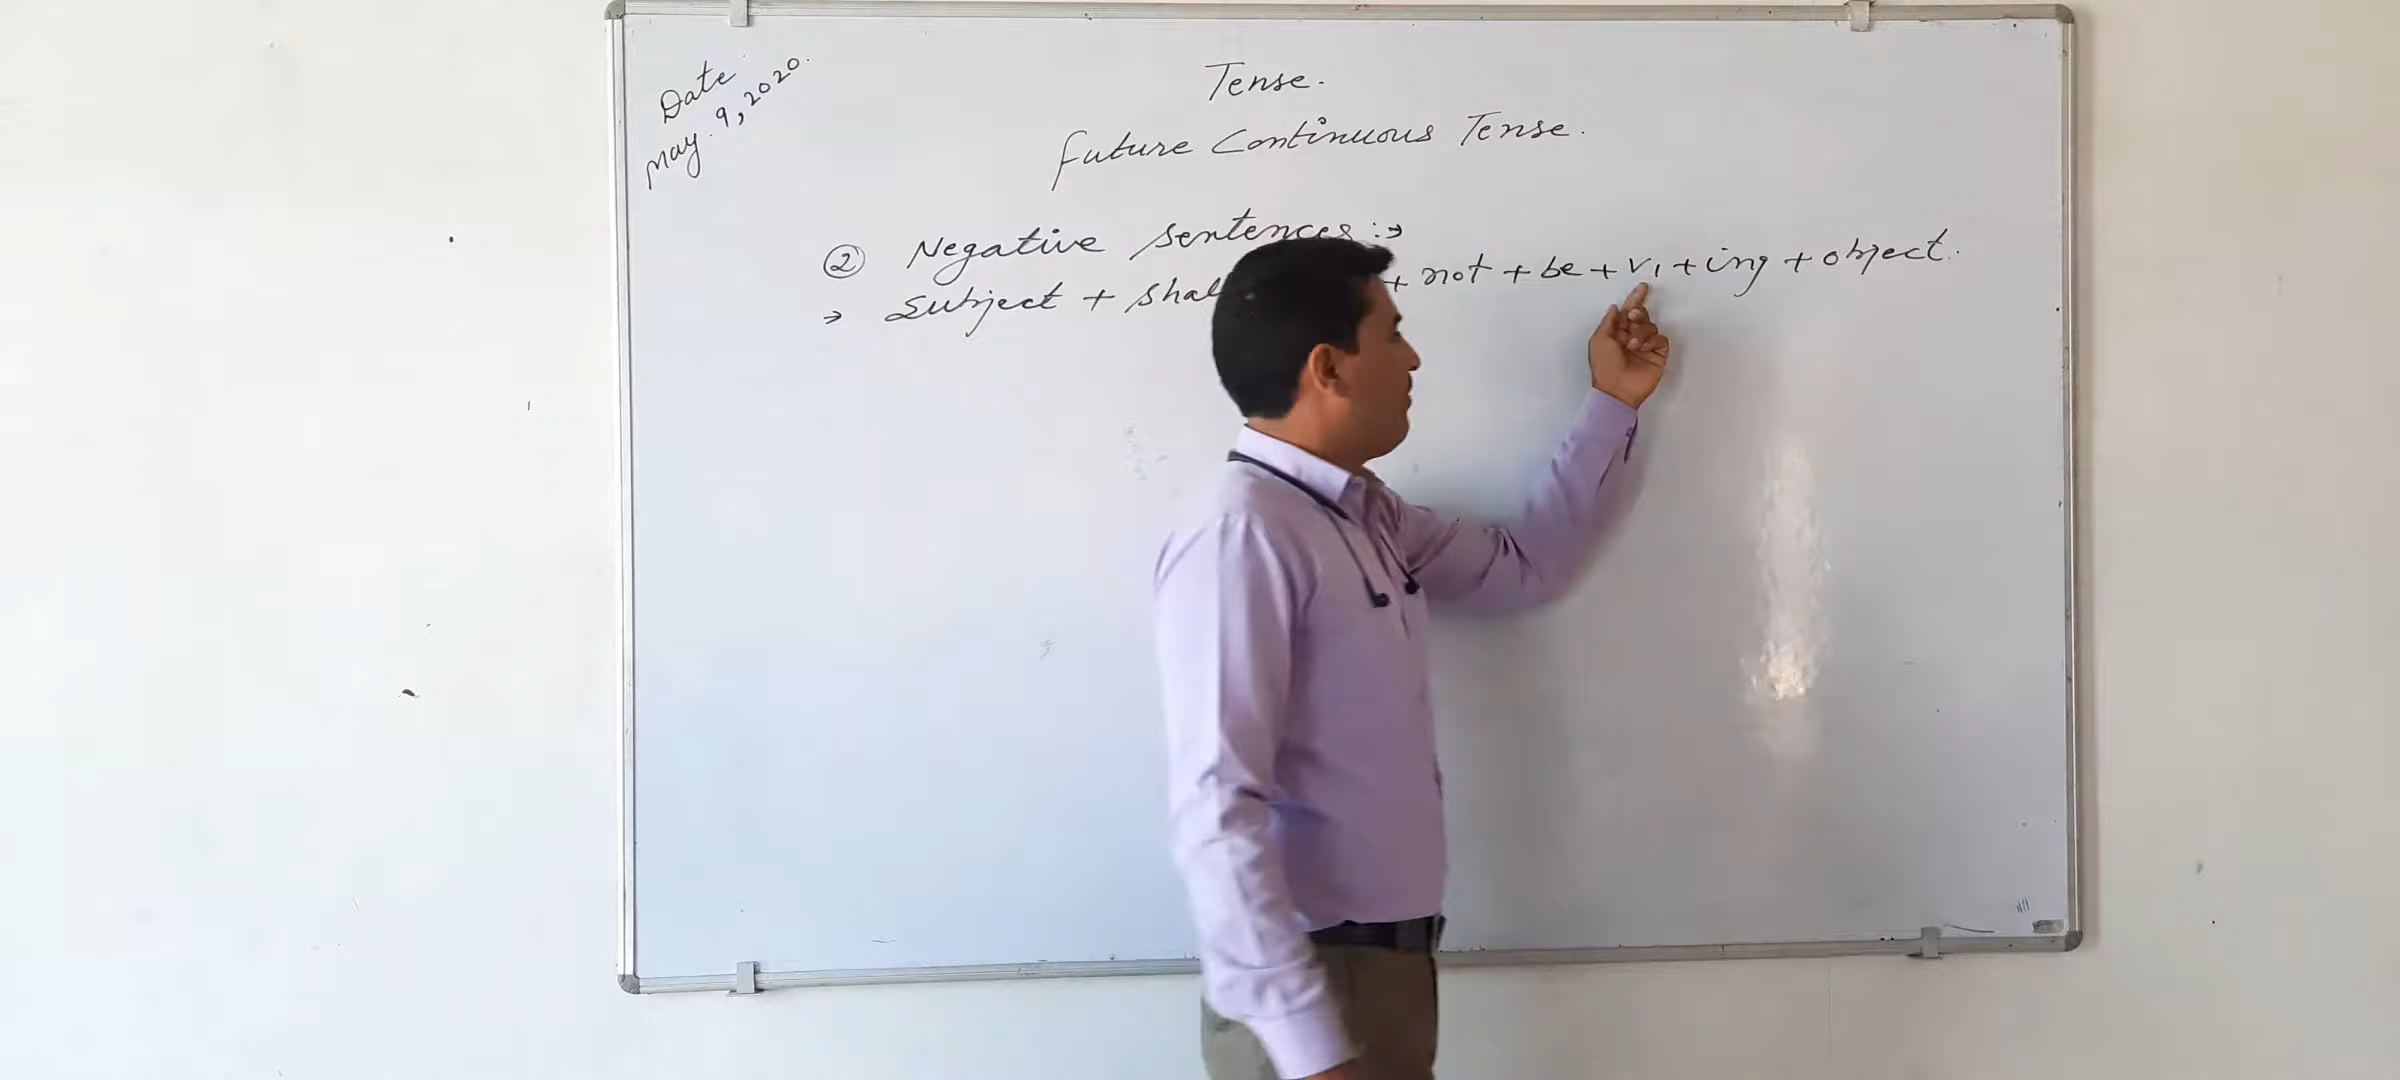 Date
May. 9, 2020.
Tense.
Future Continuous Tense.
② Negative sentences :→
→ Subject + shal + not + be + V1 + ing + object.